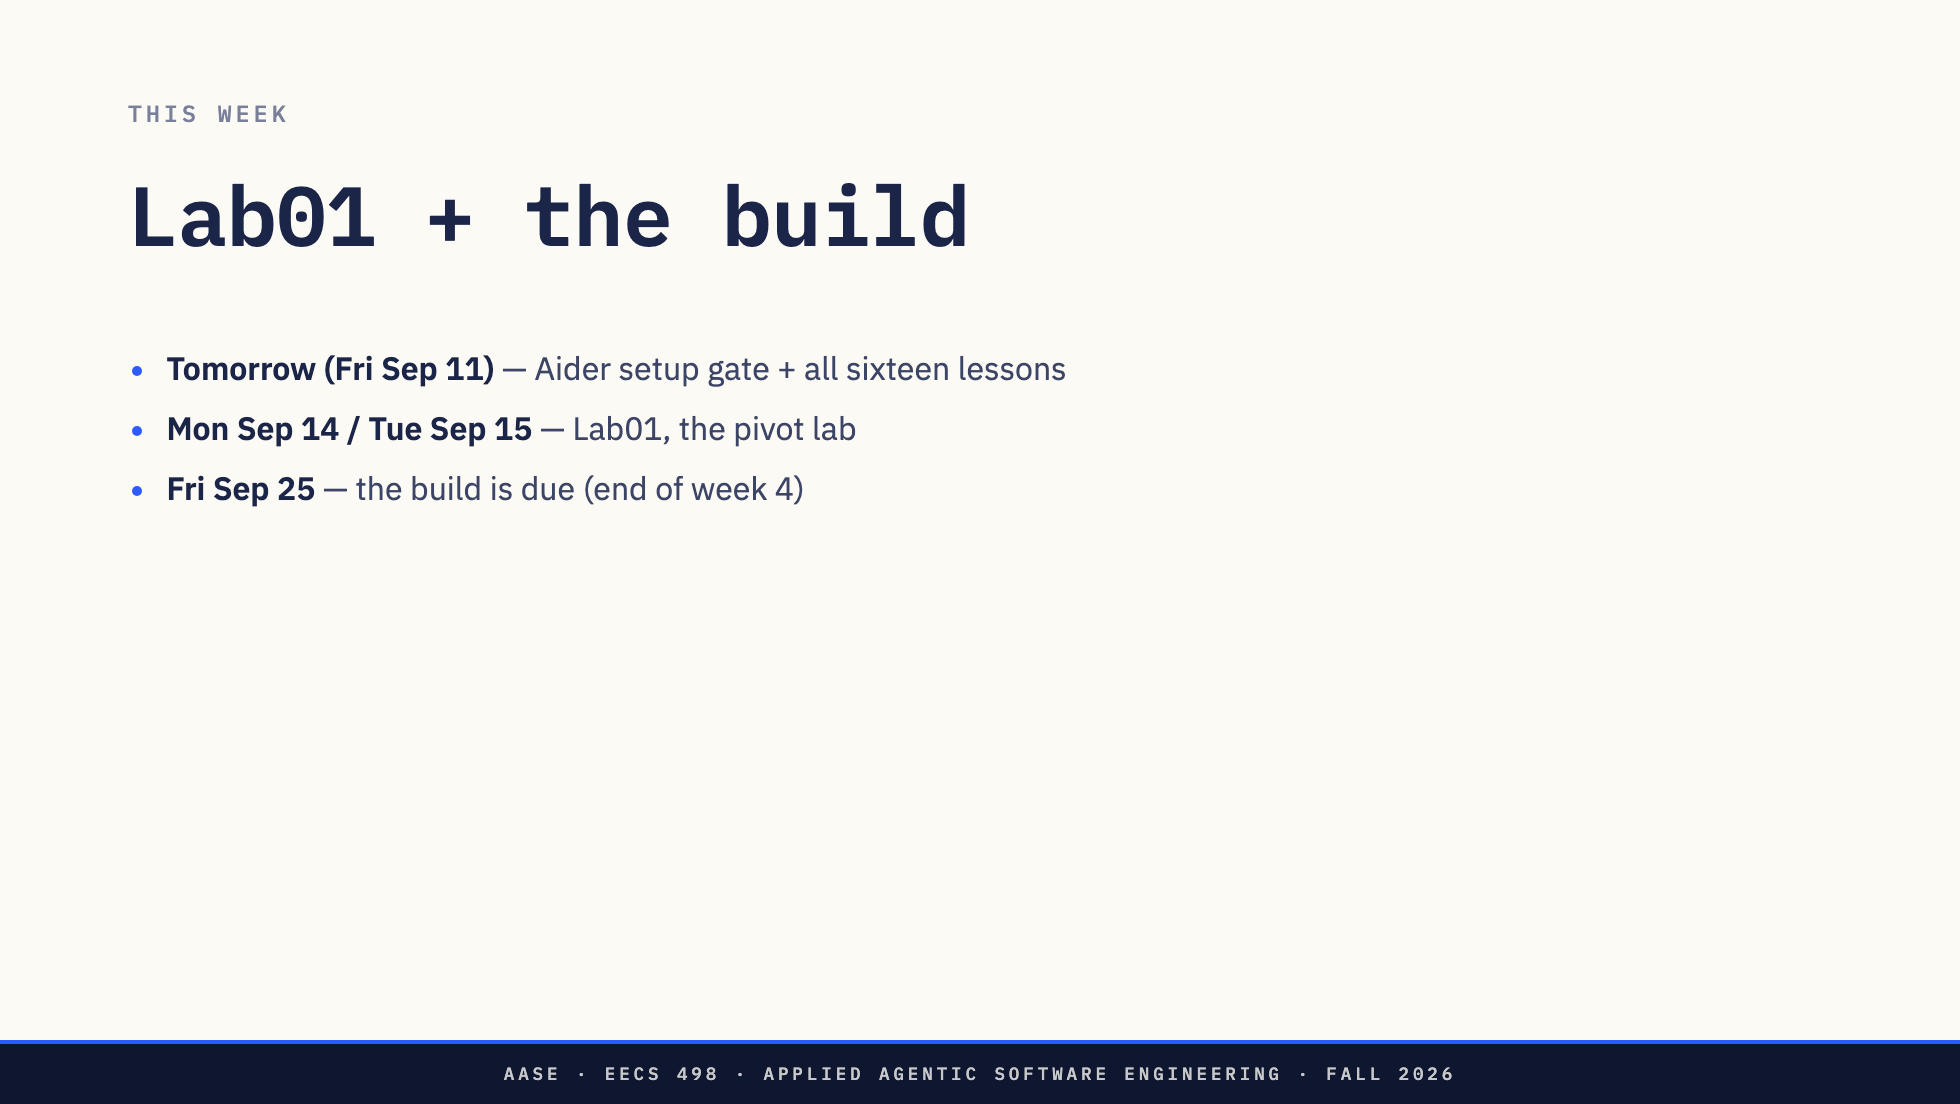 THIS WEEK
Lab01 + the build
• Tomorrow (Fri Sep 11) — Aider setup gate + all sixteen lessons
• Mon Sep 14 / Tue Sep 15 — Lab01, the pivot lab
• Fri Sep 25 — the build is due (end of week 4)
AASE · EECS 498 · APPLIED AGENTIC SOFTWARE ENGINEERING · FALL 2026